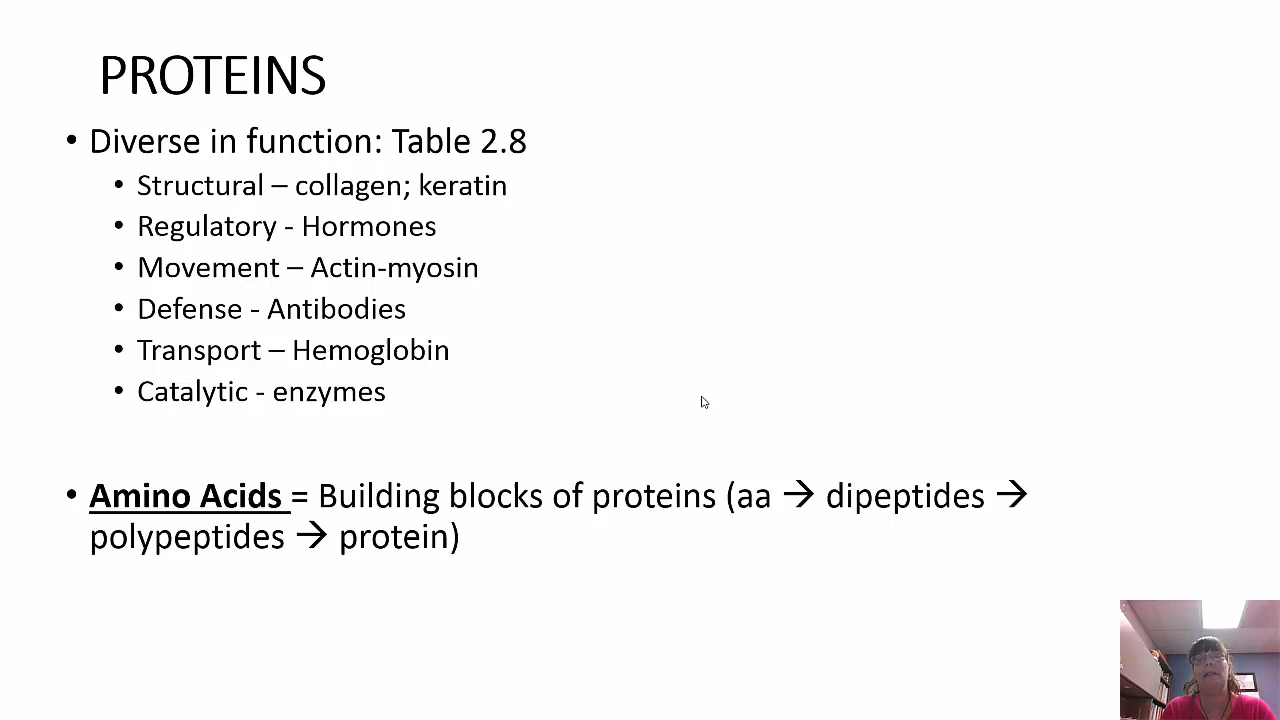 PROTEINS
• Diverse in function: Table 2.8
• Structural – collagen; keratin
• Regulatory - Hormones
• Movement – Actin-myosin
• Defense - Antibodies
• Transport – Hemoglobin
• Catalytic - enzymes
• Amino Acids = Building blocks of proteins (aa → dipeptides →
polypeptides → protein)